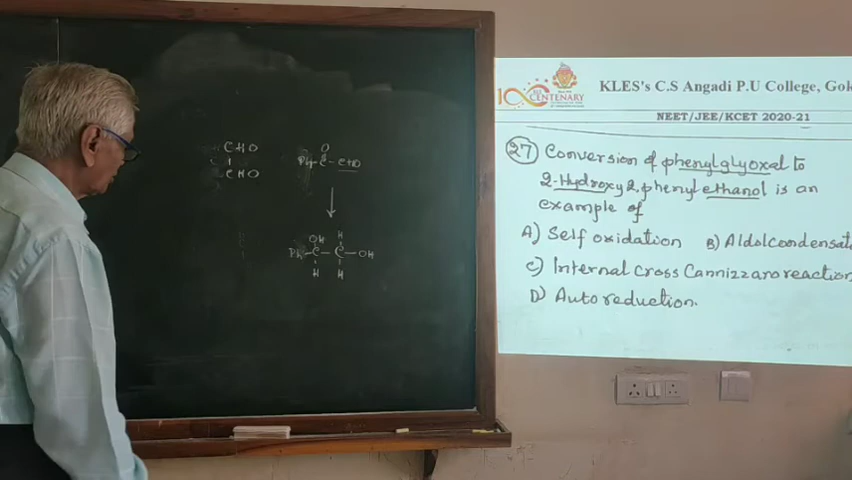 CHO
CHO
O
Ph-C-CHO
OH H
Ph-C-C-OH
H H
CENTENARY
KLES's C.S Angadi P.U College, Gok
NEET/JEE/KCET 2020-21
27) Conversion of phenylglyoxal to
2-Hydroxy 2, phenyl ethanol is an
example of
A) Self oxidation B) Aldolcondensat
C) Internal Cross Cannizzaro reaction
D) Auto reduction.